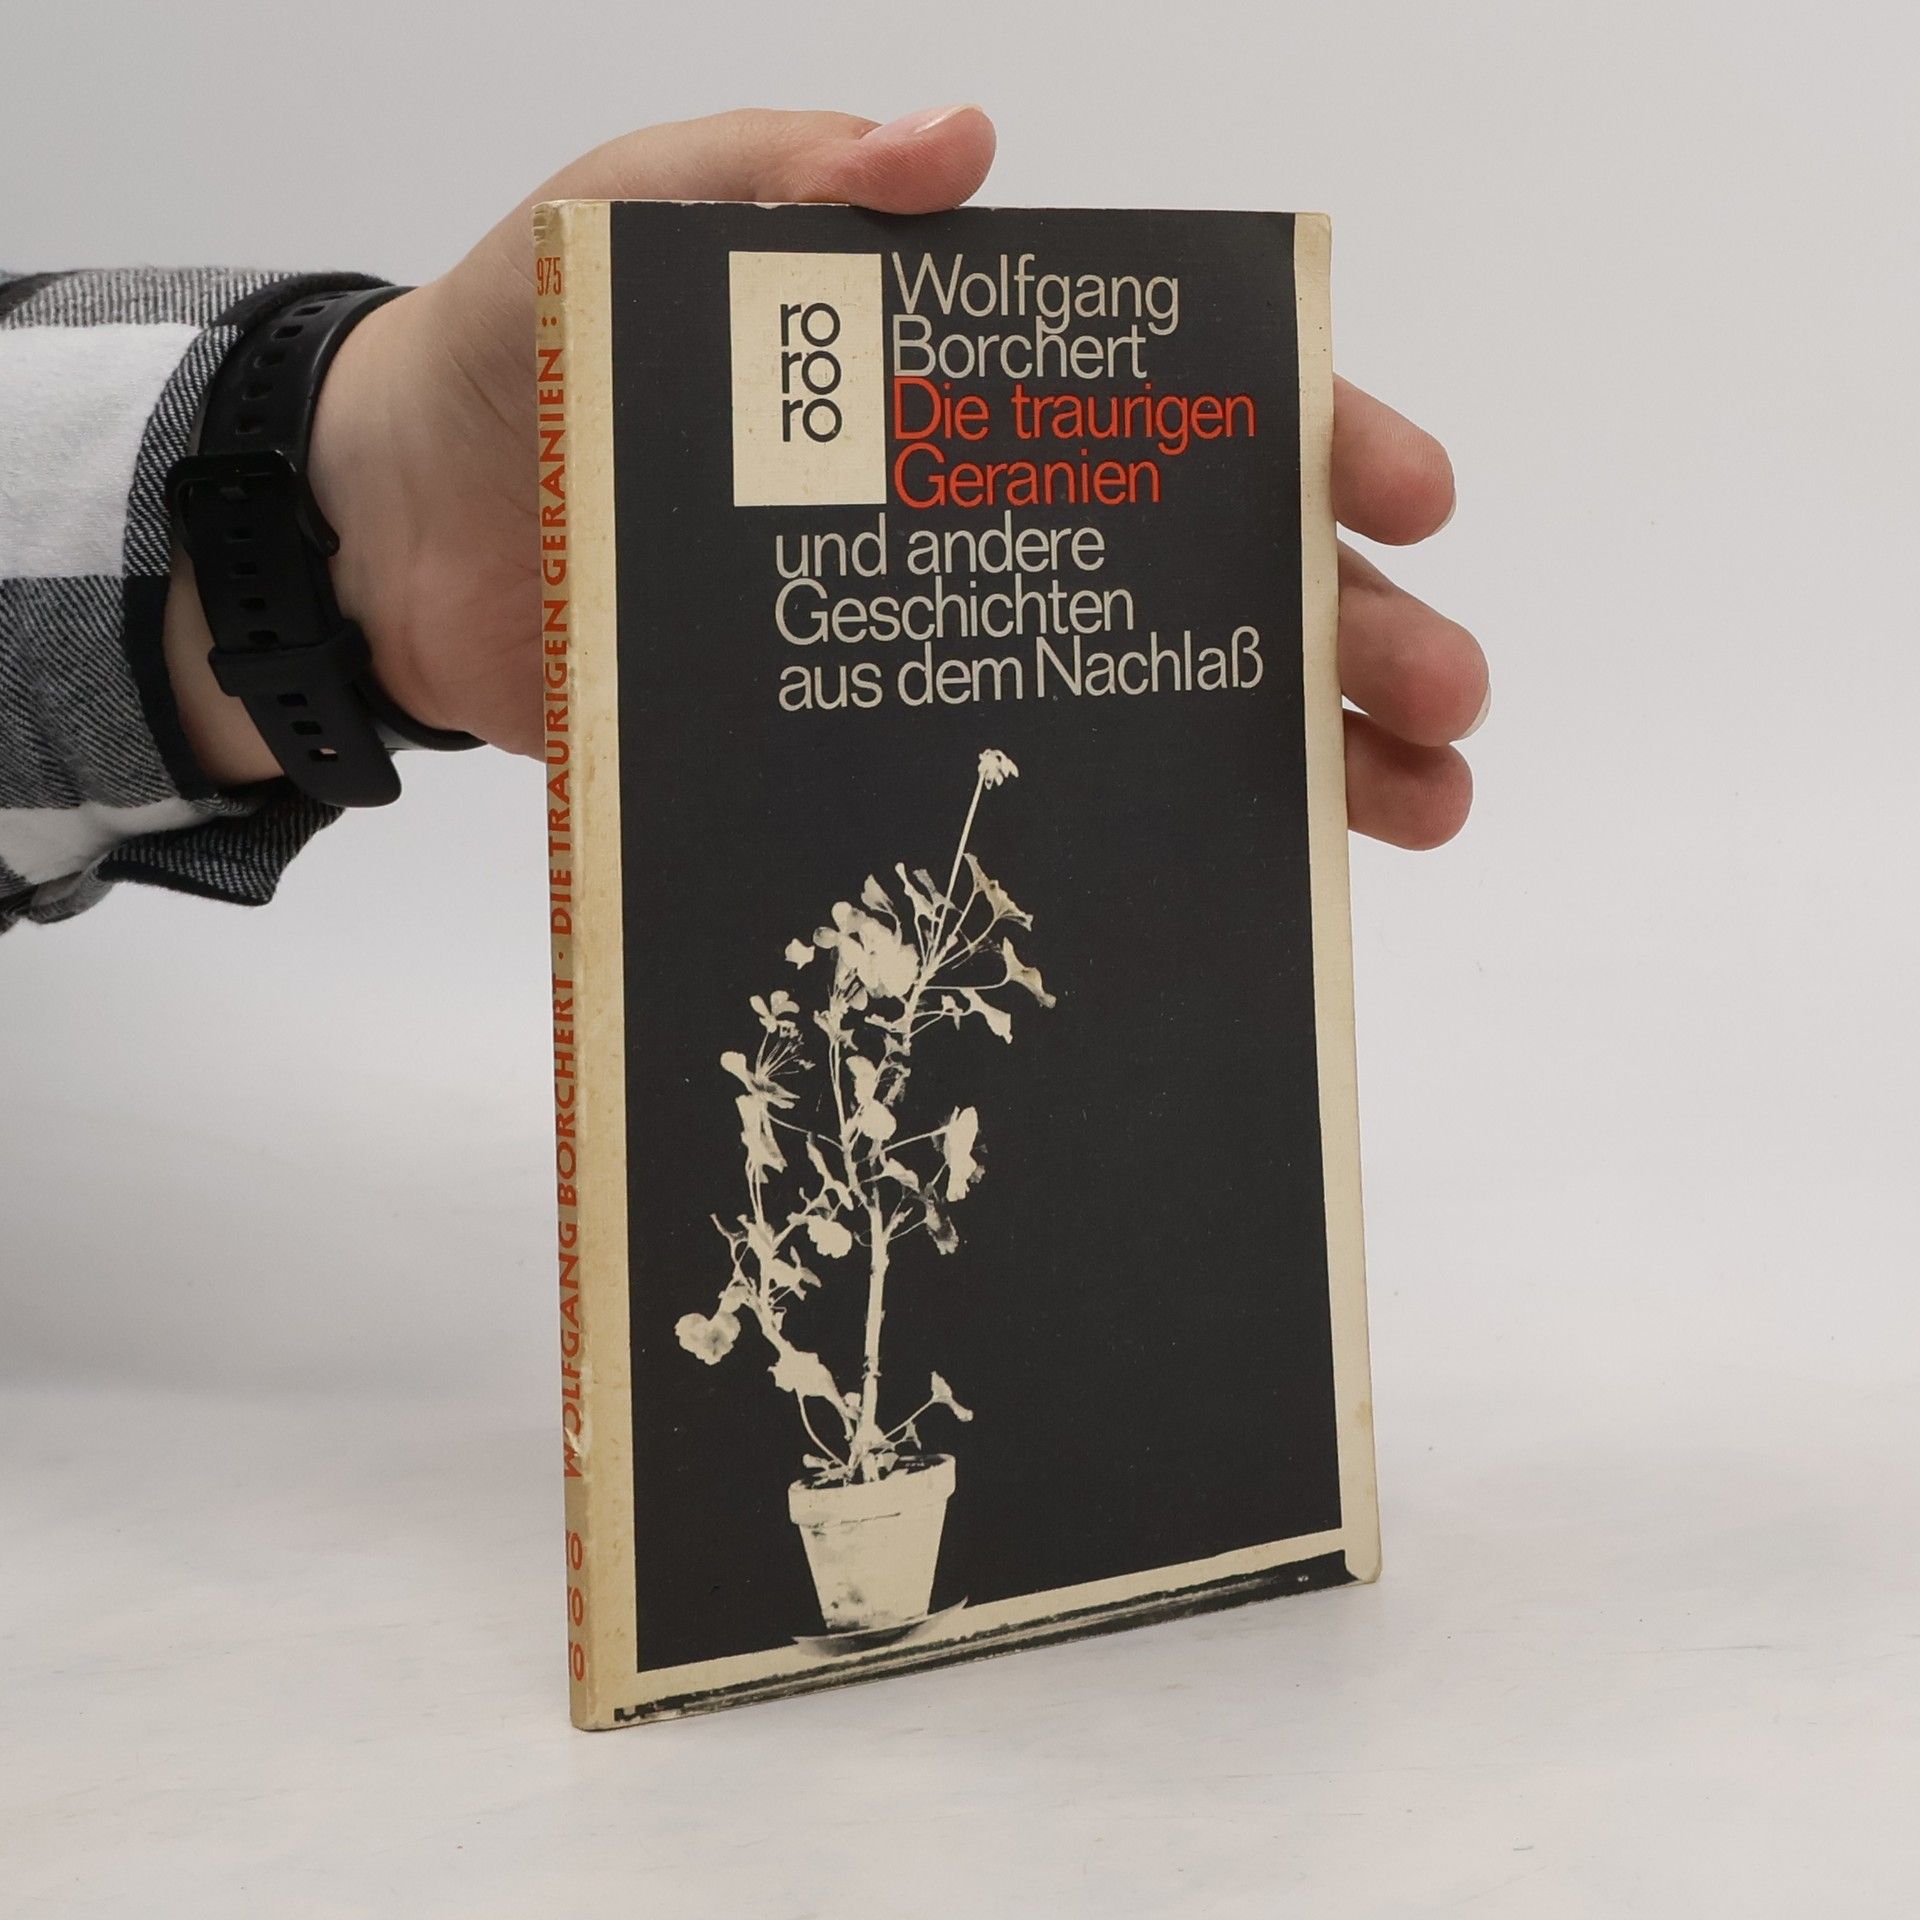 ro
ro
ro
Wolfgang
Borchert
Die traurigen
Geranien
und andere
Geschichten
aus dem Nachlaß
WOLFGANG BORCHERT · DIE TRAURIGEN GERANIEN : 975
ro
ro
ro